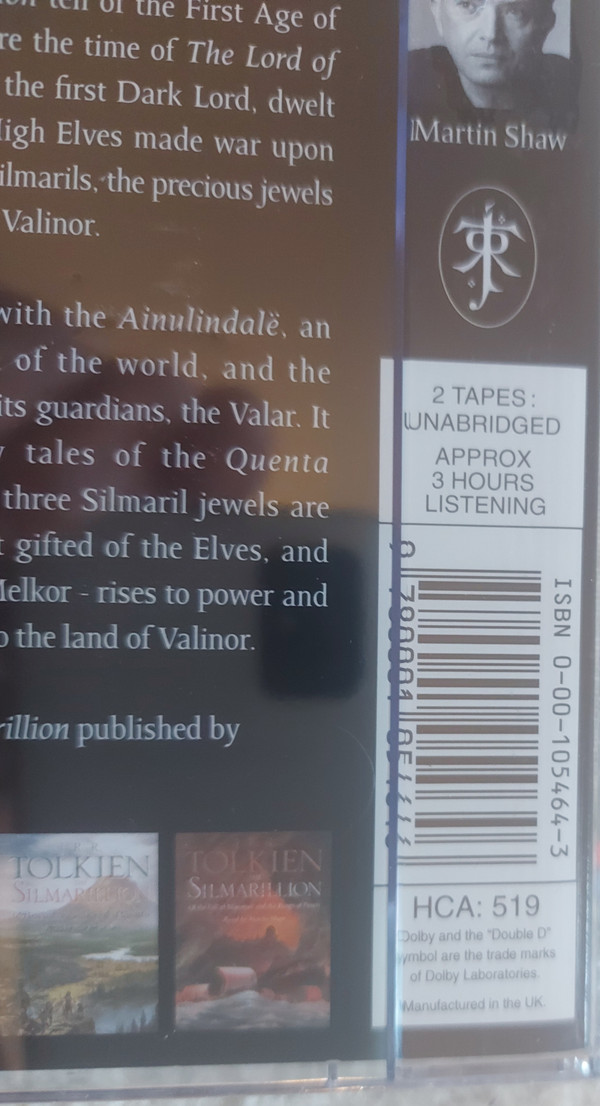 tell of the First Age of
re the time of The Lord of
the first Dark Lord, dwelt
High Elves made war upon
ilmarils, the precious jewels
Valinor.
with the Ainulindalë, an
of the world, and the
its guardians, the Valar. It
tales of the Quenta
three Silmaril jewels are
gifted of the Elves, and
Melkor - rises to power and
o the land of Valinor.
rillion published by
TOLKIEN
SILMARILLION
TOLKIEN
SILMARILLION
Martin Shaw
2 TAPES:
UNABRIDGED
APPROX
3 HOURS
LISTENING
ISBN 0-00-105464-3
HCA: 519
Dolby and the "Double D"
symbol are the trade marks
of Dolby Laboratories.
Manufactured in the UK.